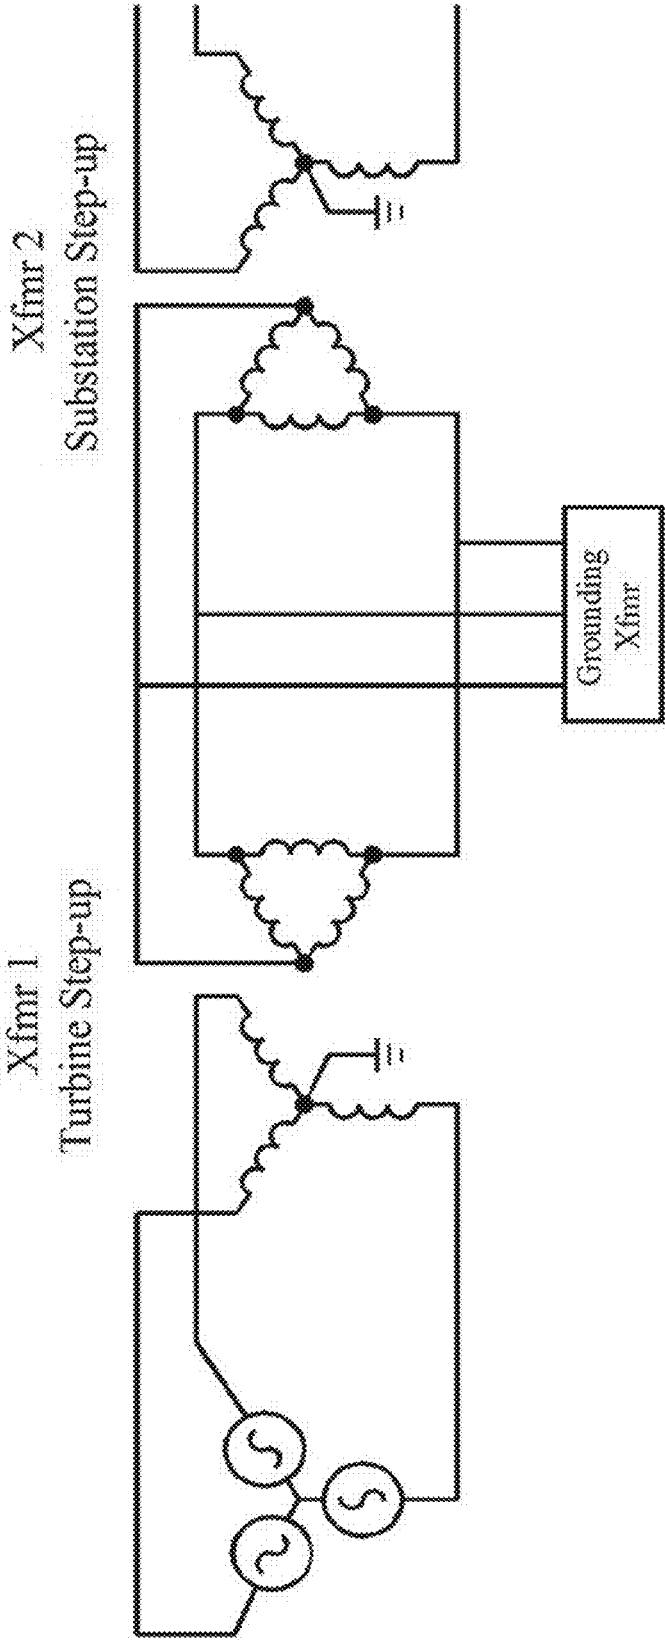 Xfmr 1
Turbine Step-up
Xfmr 2
Substation Step-up
Grounding
Xfmr